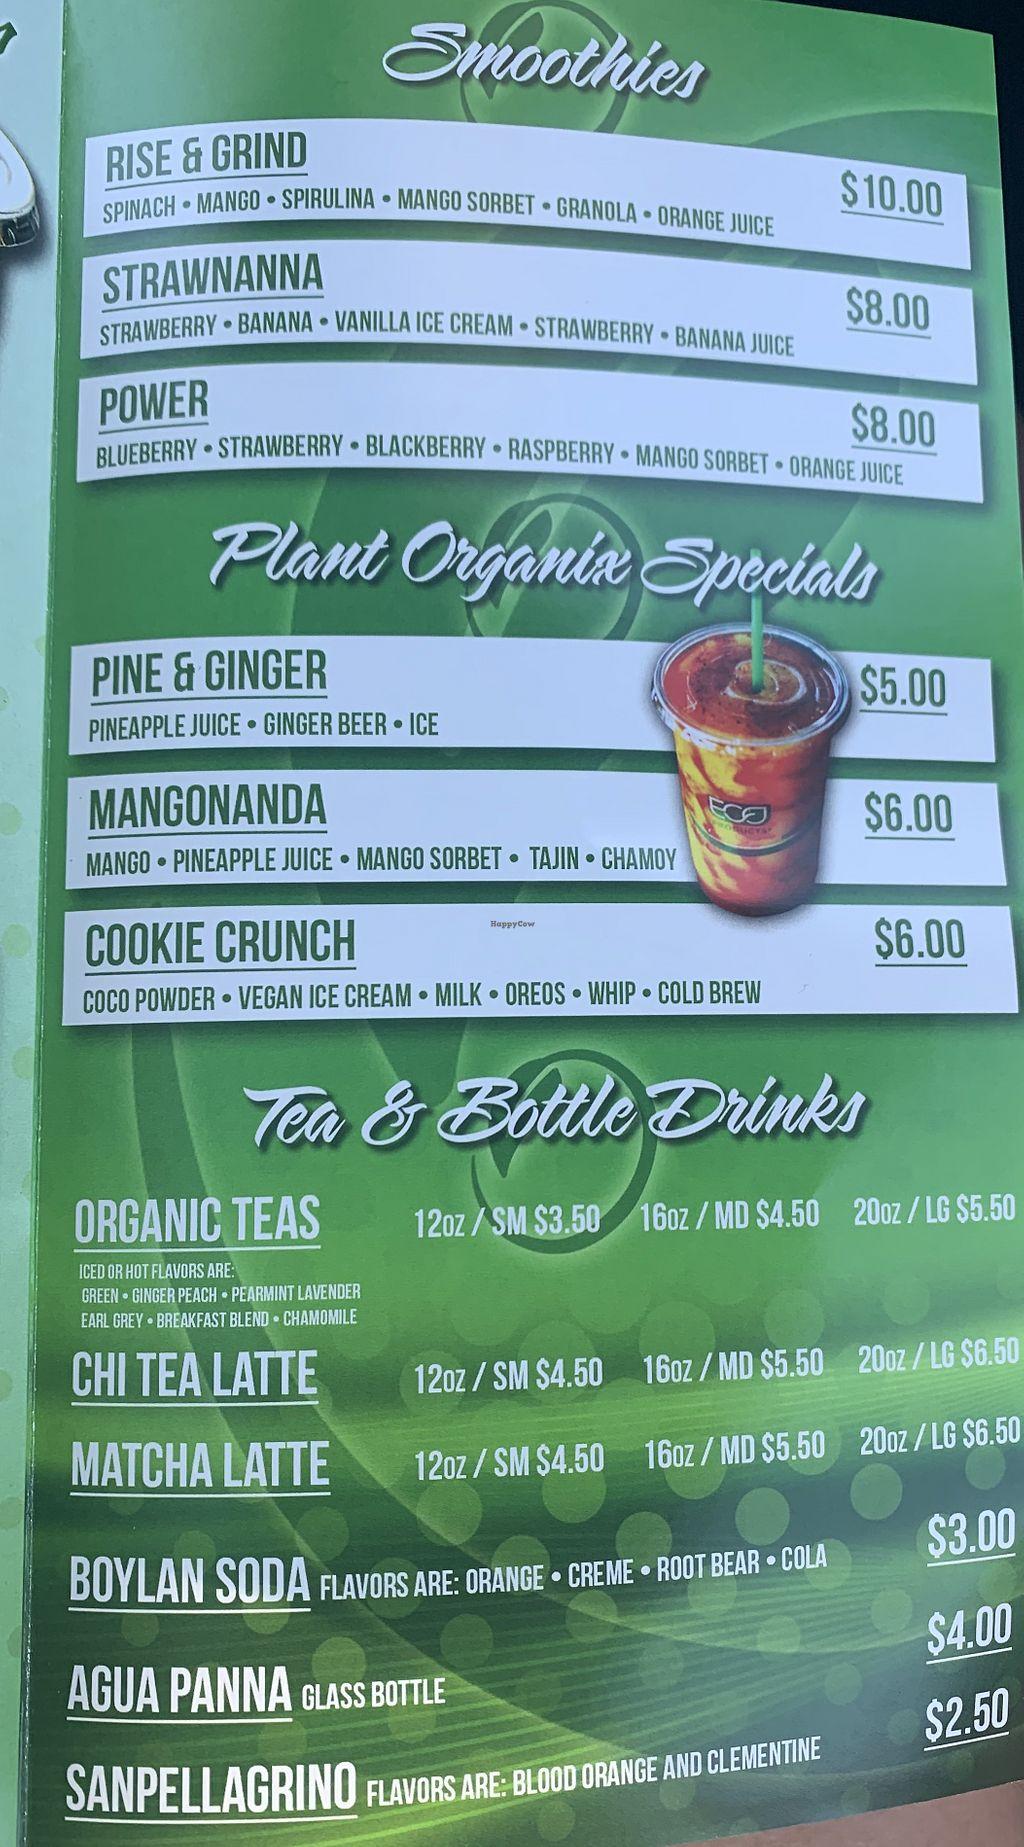 Smoothies
RISE & GRIND
$10.00
SPINACH • MANGO • SPIRULINA • MANGO SORBET • GRANOLA • ORANGE JUICE
STRAWNANNA
$8.00
STRAWBERRY • BANANA • VANILLA ICE CREAM • STRAWBERRY • BANANA JUICE
POWER
$8.00
BLUEBERRY • STRAWBERRY • BLACKBERRY • RASPBERRY • MANGO SORBET • ORANGE JUICE
Plant Organix Specials
PINE & GINGER
$5.00
PINEAPPLE JUICE • GINGER BEER • ICE
MANGONANDA
$6.00
MANGO • PINEAPPLE JUICE • MANGO SORBET • TAJIN • CHAMOY
ECO
PRODUCTS
HappyCow
COOKIE CRUNCH
$6.00
COCO POWDER • VEGAN ICE CREAM • MILK • OREOS • WHIP • COLD BREW
Tea & Bottle Drinks
ORGANIC TEAS 12OZ / SM $3.50 16OZ / MD $4.50 20OZ / LG $5.50
ICED OR HOT FLAVORS ARE:
GREEN • GINGER PEACH • PEARMINT LAVENDER
EARL GREY • BREAKFAST BLEND • CHAMOMILE
CHI TEA LATTE 12OZ / SM $4.50 16OZ / MD $5.50 20OZ / LG $6.50
MATCHA LATTE 12OZ / SM $4.50 16OZ / MD $5.50 20OZ / LG $6.50
BOYLAN SODA FLAVORS ARE: ORANGE • CREME • ROOT BEAR • COLA $3.00
AGUA PANNA GLASS BOTTLE $4.00
SANPELLAGRINO FLAVORS ARE: BLOOD ORANGE AND CLEMENTINE $2.50